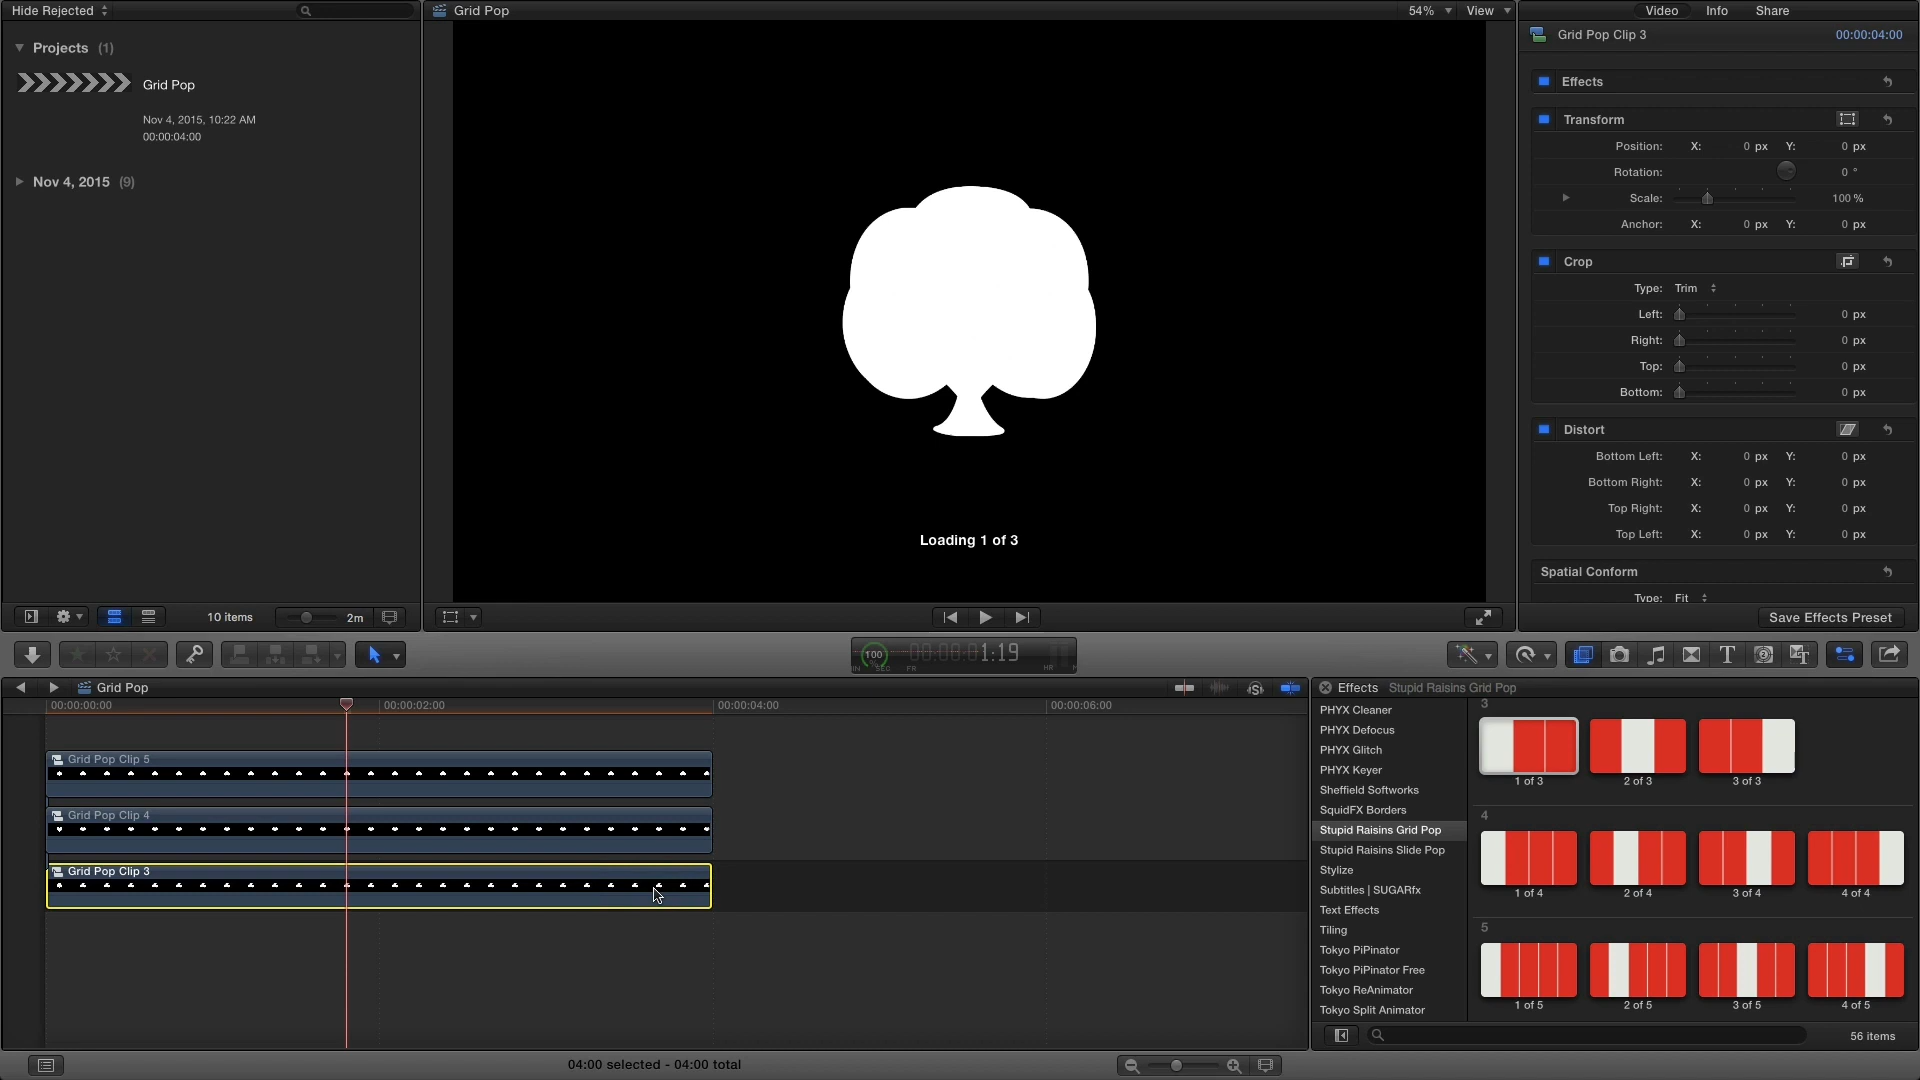 Hide Rejected
Projects (1)
Grid Pop
Nov 4, 2015, 10:22 AM
00:00:04:00
Nov 4, 2015 (9)
10 items
2m
Grid Pop
54%
View
Loading 1 of 3
Video
Info
Share
Grid Pop Clip 3
00:00:04:00
Effects
Transform
Position: X: 0 px Y: 0 px
Rotation: 0 °
Scale: 100 %
Anchor: X: 0 px Y: 0 px
Crop
Type: Trim
Left: 0 px
Right: 0 px
Top: 0 px
Bottom: 0 px
Distort
Bottom Left: X: 0 px Y: 0 px
Bottom Right: X: 0 px Y: 0 px
Top Right: X: 0 px Y: 0 px
Top Left: X: 0 px Y: 0 px
Spatial Conform
Type: Fit
Save Effects Preset
100
1:19
HR
FR
Grid Pop
00:00:00:00
00:00:02:00
00:00:04:00
00:00:06:00
Grid Pop Clip 5
Grid Pop Clip 4
Grid Pop Clip 3
04:00 selected - 04:00 total
Effects
Stupid Raisins Grid Pop
PHYX Cleaner
PHYX Defocus
PHYX Glitch
PHYX Keyer
Sheffield Softworks
SquidFX Borders
Stupid Raisins Grid Pop
Stupid Raisins Slide Pop
Stylize
Subtitles | SUGARfx
Text Effects
Tiling
Tokyo PiPinator
Tokyo PiPinator Free
Tokyo ReAnimator
Tokyo Split Animator
3
1 of 3
2 of 3
3 of 3
4
1 of 4
2 of 4
3 of 4
4 of 4
5
1 of 5
2 of 5
3 of 5
4 of 5
56 items